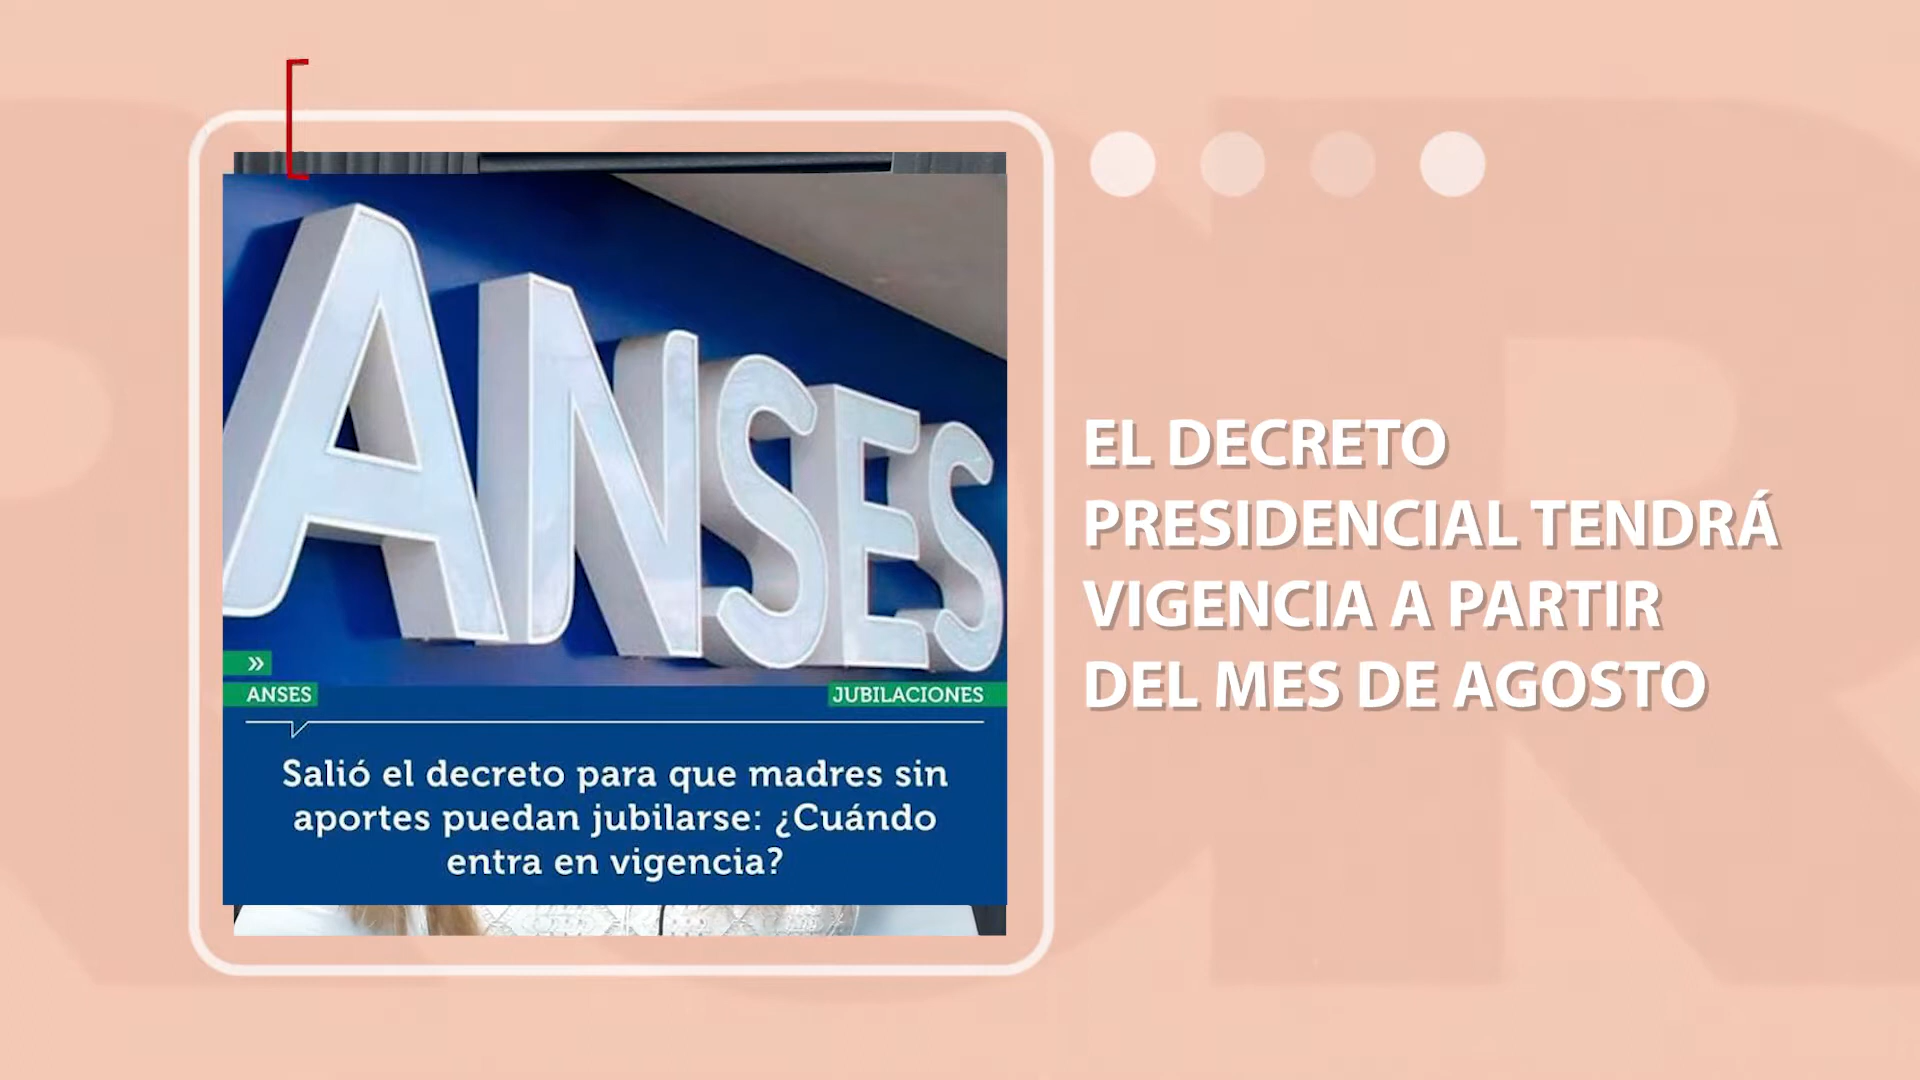 ANSES
»
ANSES
JUBILACIONES
Salió el decreto para que madres sin
aportes puedan jubilarse: ¿Cuándo
entra en vigencia?
EL DECRETO
PRESIDENCIAL TENDRÁ
VIGENCIA A PARTIR
DEL MES DE AGOSTO